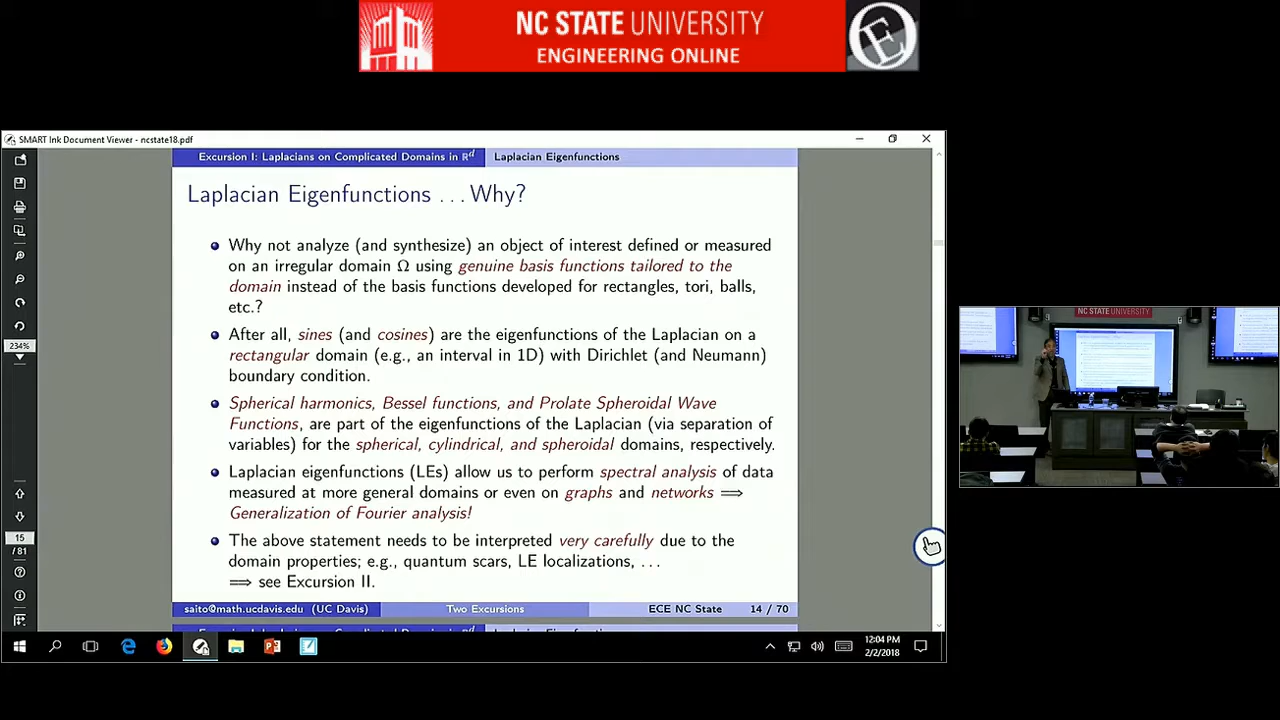 NC STATE UNIVERSITY
ENGINEERING ONLINE
SMART Ink Document Viewer - ncstate18.pdf
Excursion I: Laplacians on Complicated Domains in ℝᵈ Laplacian Eigenfunctions
Laplacian Eigenfunctions . . . Why?
Why not analyze (and synthesize) an object of interest defined or measured
on an irregular domain Ω using genuine basis functions tailored to the
domain instead of the basis functions developed for rectangles, tori, balls,
etc.?
After all, sines (and cosines) are the eigenfunctions of the Laplacian on a
rectangular domain (e.g., an interval in 1D) with Dirichlet (and Neumann)
boundary condition.
Spherical harmonics, Bessel functions, and Prolate Spheroidal Wave
Functions, are part of the eigenfunctions of the Laplacian (via separation of
variables) for the spherical, cylindrical, and spheroidal domains, respectively.
Laplacian eigenfunctions (LEs) allow us to perform spectral analysis of data
measured at more general domains or even on graphs and networks ⟹
Generalization of Fourier analysis!
The above statement needs to be interpreted very carefully due to the
domain properties; e.g., quantum scars, LE localizations, . . .
⟹ see Excursion II.
saito@math.ucdavis.edu (UC Davis) Two Excursions ECE NC State 14 / 70
234%
15
/ 81
12:04 PM
2/2/2018
NC STATE UNIVERSITY